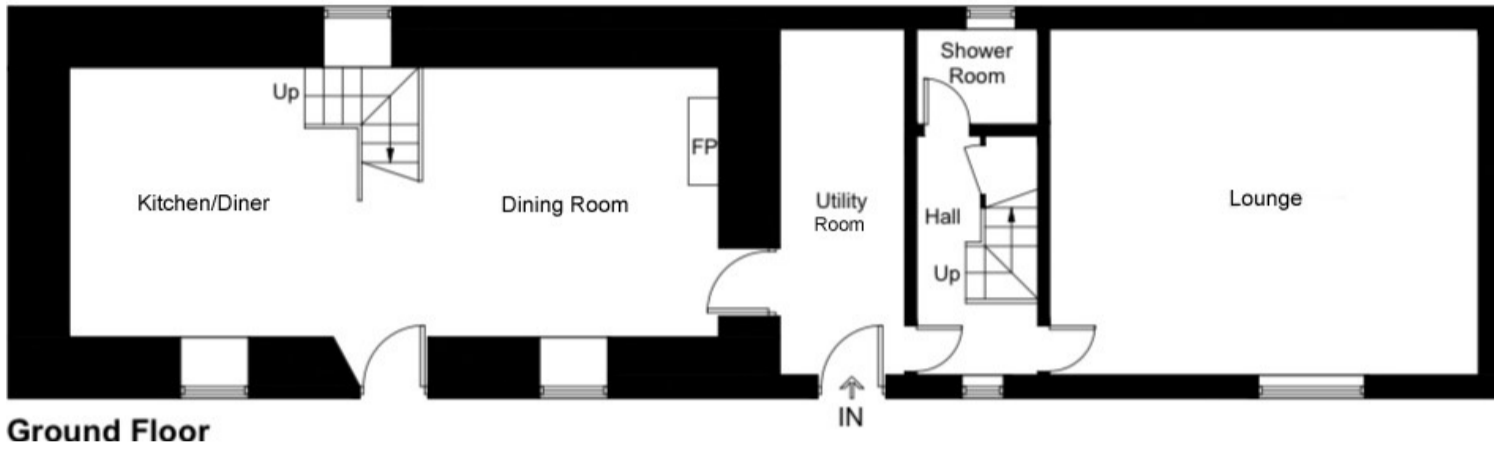 Up
Kitchen/Diner
Dining Room
FP
Utility
Room
Shower
Room
Hall
Up
Lounge
IN
Ground Floor